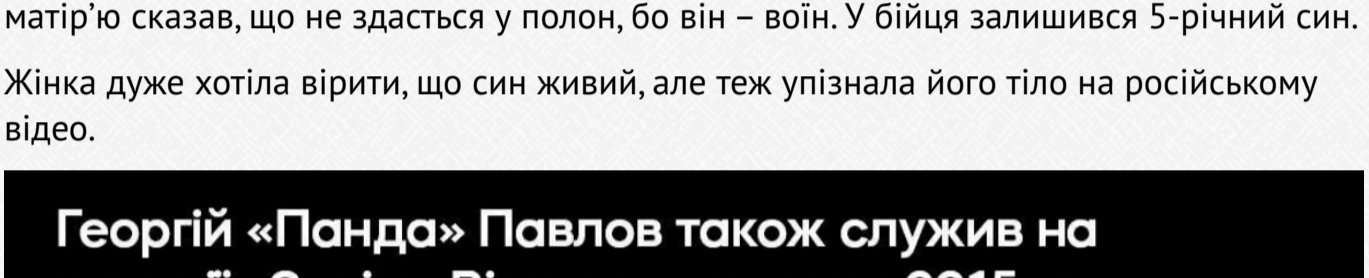 матір’ю сказав, що не здасться у полон, бо він – воїн. У бійця залишився 5-річний син.
Жінка дуже хотіла вірити, що син живий, але теж упізнала його тіло на російському
відео.
Георгій «Панда» Павлов також служив на